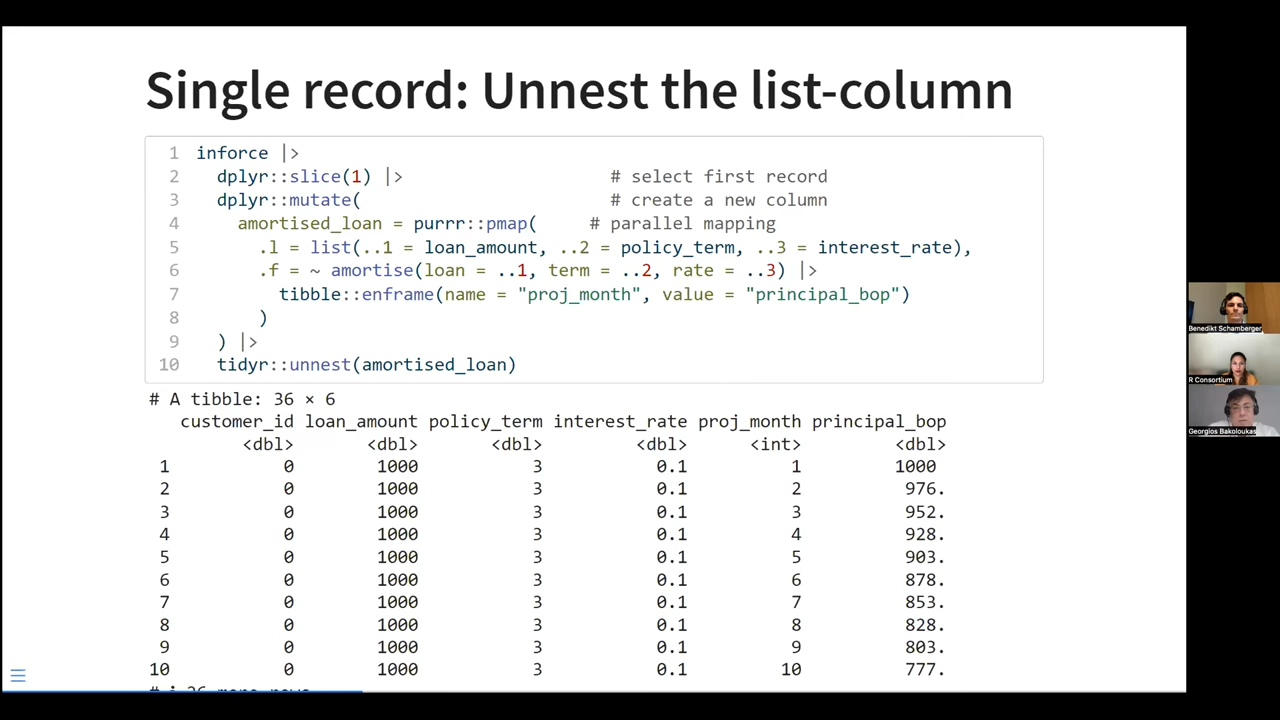 Single record: Unnest the list-column
1 inforce |>
2 dplyr::slice(1) |> # select first record
3 dplyr::mutate( # create a new column
4 amortised_loan = purrr::pmap( # parallel mapping
5 .l = list(..1 = loan_amount, ..2 = policy_term, ..3 = interest_rate),
6 .f = ~ amortise(loan = ..1, term = ..2, rate = ..3) |>
7 tibble::enframe(name = "proj_month", value = "principal_bop")
8 )
9 ) |>
10 tidyr::unnest(amortised_loan)
# A tibble: 36 × 6
customer_id loan_amount policy_term interest_rate proj_month principal_bop
<dbl> <dbl> <dbl> <dbl> <int> <dbl>
1 0 1000 3 0.1 1 1000
2 0 1000 3 0.1 2 976.
3 0 1000 3 0.1 3 952.
4 0 1000 3 0.1 4 928.
5 0 1000 3 0.1 5 903.
6 0 1000 3 0.1 6 878.
7 0 1000 3 0.1 7 853.
8 0 1000 3 0.1 8 828.
9 0 1000 3 0.1 9 803.
10 0 1000 3 0.1 10 777.
# ℹ 26 more rows
Benedikt Schamberger
R Consortium
Georgios Bakoloukas